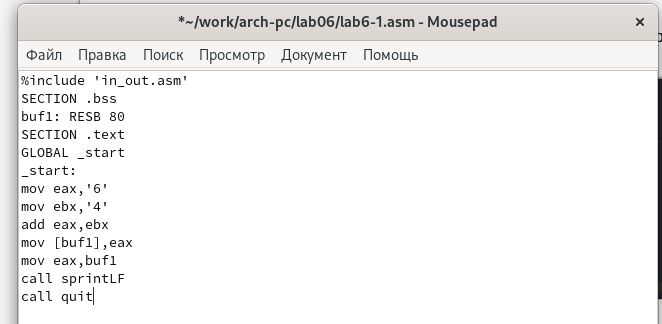 *~/work/arch-pc/lab06/lab6-1.asm - Mousepad
Файл Правка Поиск Просмотр Документ Помощь
%include 'in_out.asm'
SECTION .bss
buf1: RESB 80
SECTION .text
GLOBAL _start
_start:
mov eax,'6'
mov ebx,'4'
add eax,ebx
mov [buf1],eax
mov eax,buf1
call sprintLF
call quit